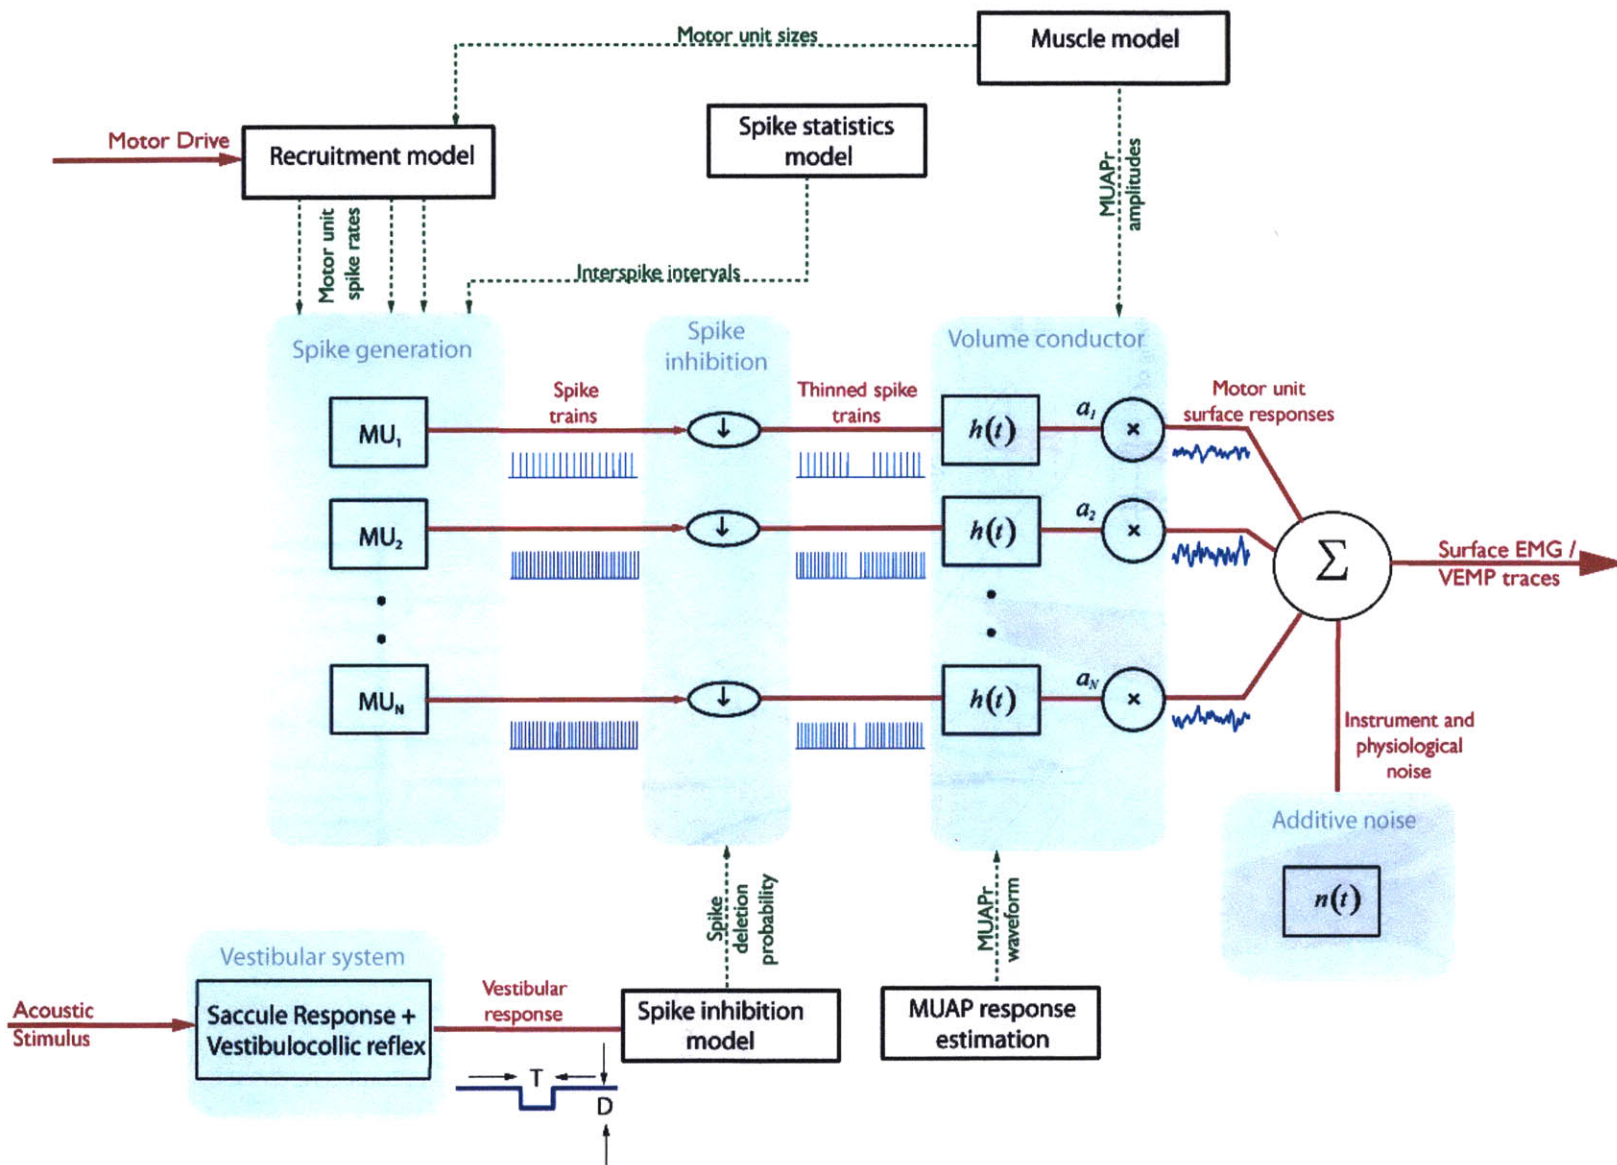 Motor unit sizes
Muscle model
Motor Drive
Recruitment model
Spike statistics
model
MUAPr
amplitudes
Motor unit
spike rates
Interspike intervals
Spike generation
Spike
inhibition
Volume conductor
MU₁
Spike
trains
↓
Thinned spike
trains
h(t)
a₁
×
Motor unit
surface responses
MU₂
↓
h(t)
a₂
×
Σ
Surface EMG /
VEMP traces
MU_N
↓
h(t)
a_N
×
Instrument and
physiological
noise
Additive noise
n(t)
Spike
deletion
probability
MUAPr
waveform
Vestibular system
Acoustic
Stimulus
Saccule Response +
Vestibulocollic reflex
Vestibular
response
Spike inhibition
model
MUAP response
estimation
T
D